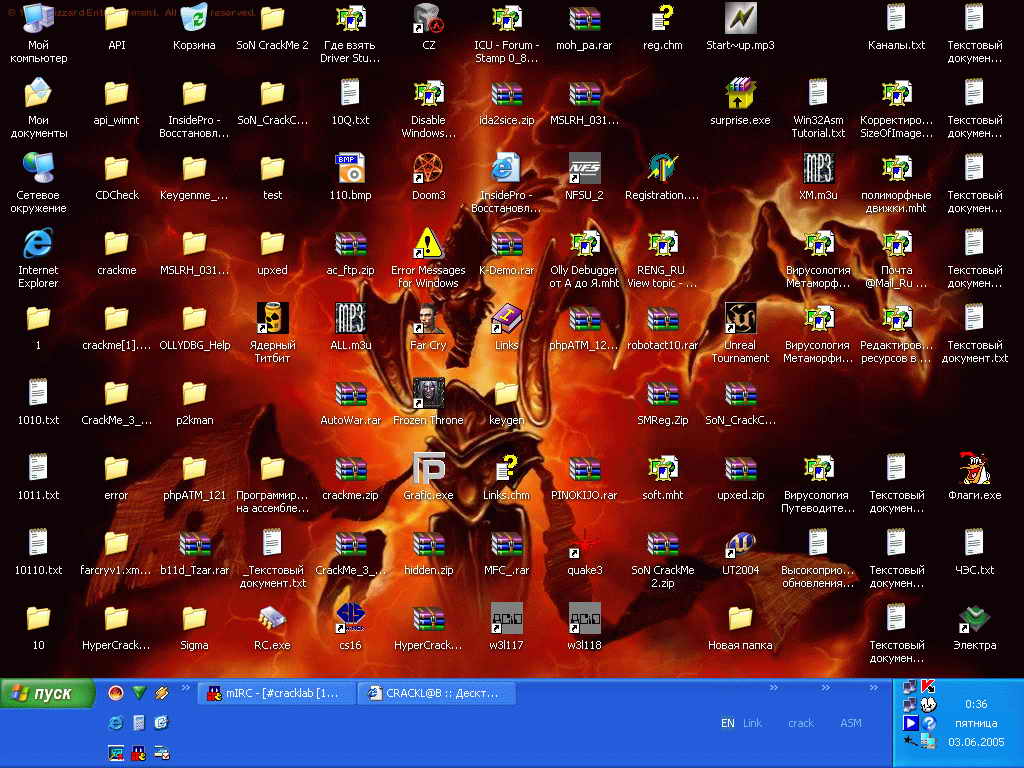 Мой компьютер
API
Корзина
SoN CrackMe 2
Где взять Driver Stu...
CZ
ICU - Forum - Stamp 0_8...
moh_pa.rar
reg.chm
Start~up.mp3
Каналы.txt
Текстовый докумен...
Мои документы
api_winnt
InsidePro - Восстановл...
SoN_CrackC...
10Q.txt
Disable Windows...
ida2sice.zip
MSLRH_031...
surprise.exe
Win32Asm Tutorial.txt
Корректиро... SizeOfImage...
Текстовый докумен...
Сетевое окружение
CDCheck
Keygenme_...
test
110.bmp
Doom3
InsidePro - Восстановл...
NFSU_2
Registration....
XM.m3u
полиморфные движки.mht
Текстовый докумен...
Internet Explorer
crackme
MSLRH_031...
upxed
ac_ftp.zip
Error Messages for Windows
K-Demo.rar
Olly Debugger от А до Я.mht
RENG_RU View topic - ...
Вирусология Метаморф...
Почта @Mail_Ru ...
Текстовый докумен...
1
crackme[1]....
OLLYDBG_Help
Ядерный Титбит
ALL.m3u
Far Cry
Links
phpATM_12...
robotact10.rar
Unreal Tournament
Вирусология Метаморфи...
Редактиров... ресурсов в ...
Текстовый документ.txt
1010.txt
CrackMe_3_...
p2kman
AutoWar.rar
Frozen Throne
keygen
SMReg.Zip
SoN_CrackC...
1011.txt
error
phpATM_121
Программир... на ассембле...
crackme.zip
Grafic.exe
Links.chm
PINOKIJO.rar
soft.mht
upxed.zip
Вирусология Путеводите...
Текстовый докумен...
Флаги.exe
10110.txt
farcryv1.xm...
b11d_Tzar.rar
_Текстовый документ.txt
CrackMe_3_...
hidden.zip
MFC_.rar
quake3
SoN CrackMe 2.zip
UT2004
Высокоприо... обновления...
Текстовый докумен...
ЧЭС.txt
10
HyperCrack...
Sigma
RC.exe
cs16
HyperCrack...
w3l117
w3l118
Новая папка
Текстовый докумен...
Электра
пуск
mIRC - [#cracklab [1...
CRACKL@B :: Дескт...
EN Link crack ASM
0:36
пятница
03.06.2005